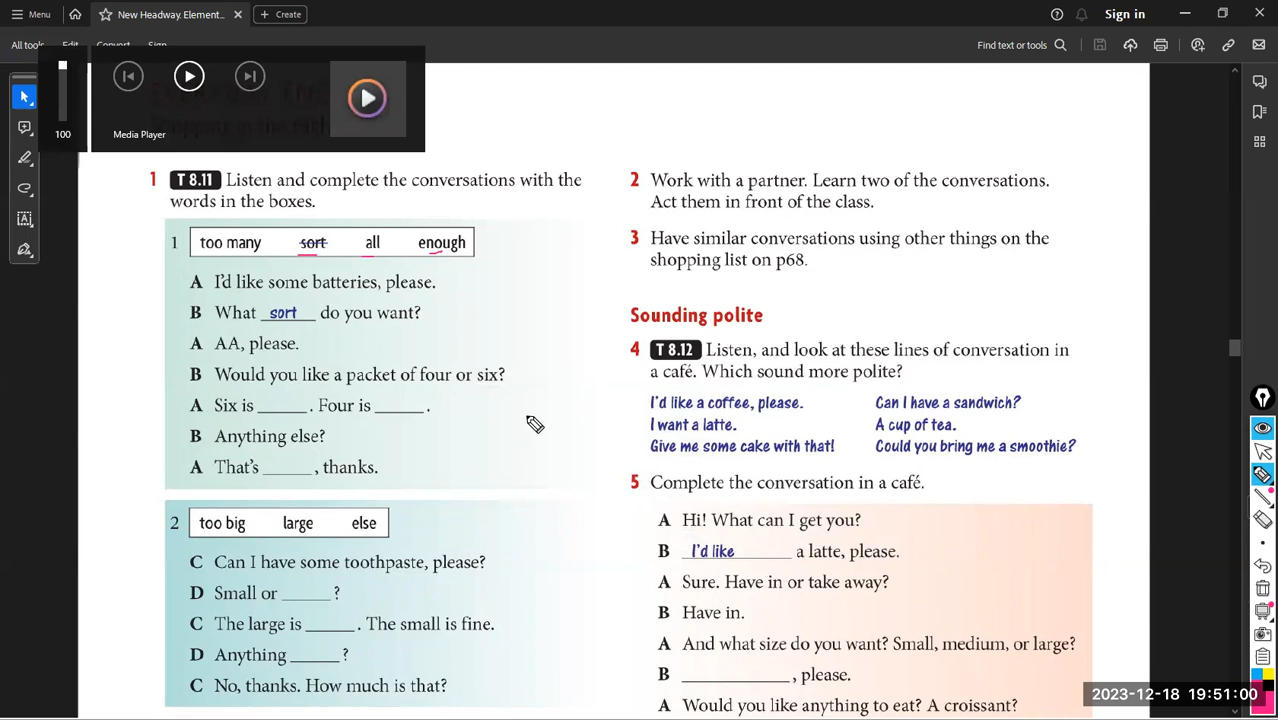 Menu
New Headway. Element...
Create
Sign in
All tools
Edit
Convert
Sign
Find text or tools
100
Media Player
1 T 8.11 Listen and complete the conversations with the
words in the boxes.
1 too many sort all enough
A I'd like some batteries, please.
B What sort do you want?
A AA, please.
B Would you like a packet of four or six?
A Six is _____ . Four is _____ .
B Anything else?
A That's _____ , thanks.
2 too big large else
C Can I have some toothpaste, please?
D Small or _____ ?
C The large is _____ . The small is fine.
D Anything _____ ?
C No, thanks. How much is that?
2 Work with a partner. Learn two of the conversations.
Act them in front of the class.
3 Have similar conversations using other things on the
shopping list on p68.
Sounding polite
4 T 8.12 Listen, and look at these lines of conversation in
a café. Which sound more polite?
I'd like a coffee, please. Can I have a sandwich?
I want a latte. A cup of tea.
Give me some cake with that! Could you bring me a smoothie?
5 Complete the conversation in a café.
A Hi! What can I get you?
B I'd like a latte, please.
A Sure. Have in or take away?
B Have in.
A And what size do you want? Small, medium, or large?
B ___________ , please.
A Would you like anything to eat? A croissant?
2023-12-18 19:51:00